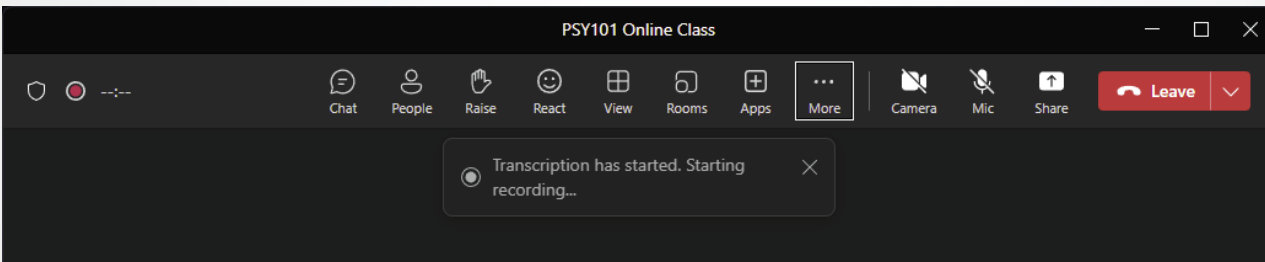 PSY101 Online Class
--:--
Chat People Raise React View Rooms Apps More Camera Mic Share Leave
Transcription has started. Starting
recording...